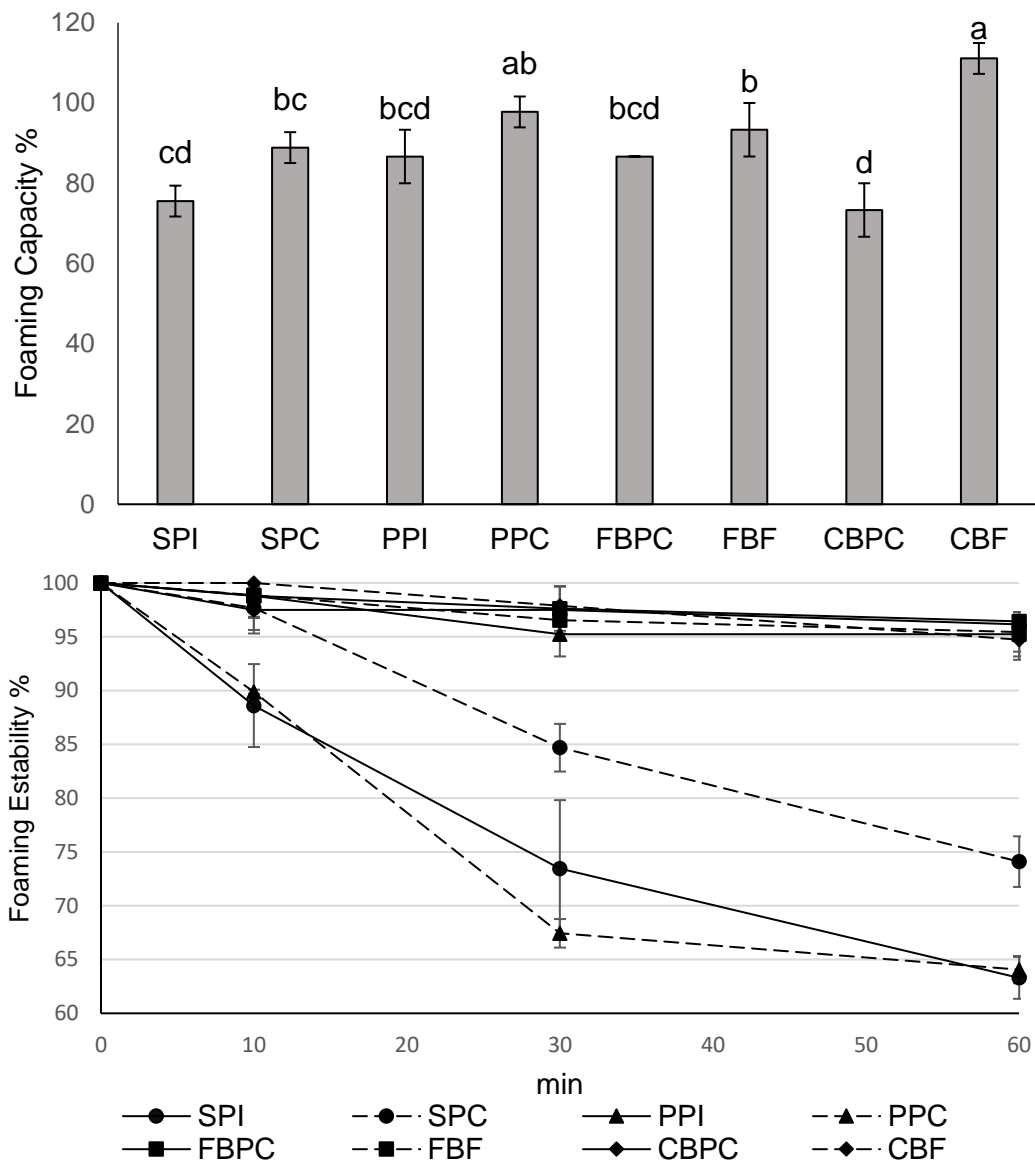 120
100
80
60
40
20
0
Foaming Capacity %
cd
bc
bcd
ab
bcd
b
d
a
SPI SPC PPI PPC FBPC FBF CBPC CBF
100
95
90
85
80
75
70
65
60
Foaming Estability %
0 10 20 30 40 50 60
min
SPI SPC PPI PPC
FBPC FBF CBPC CBF